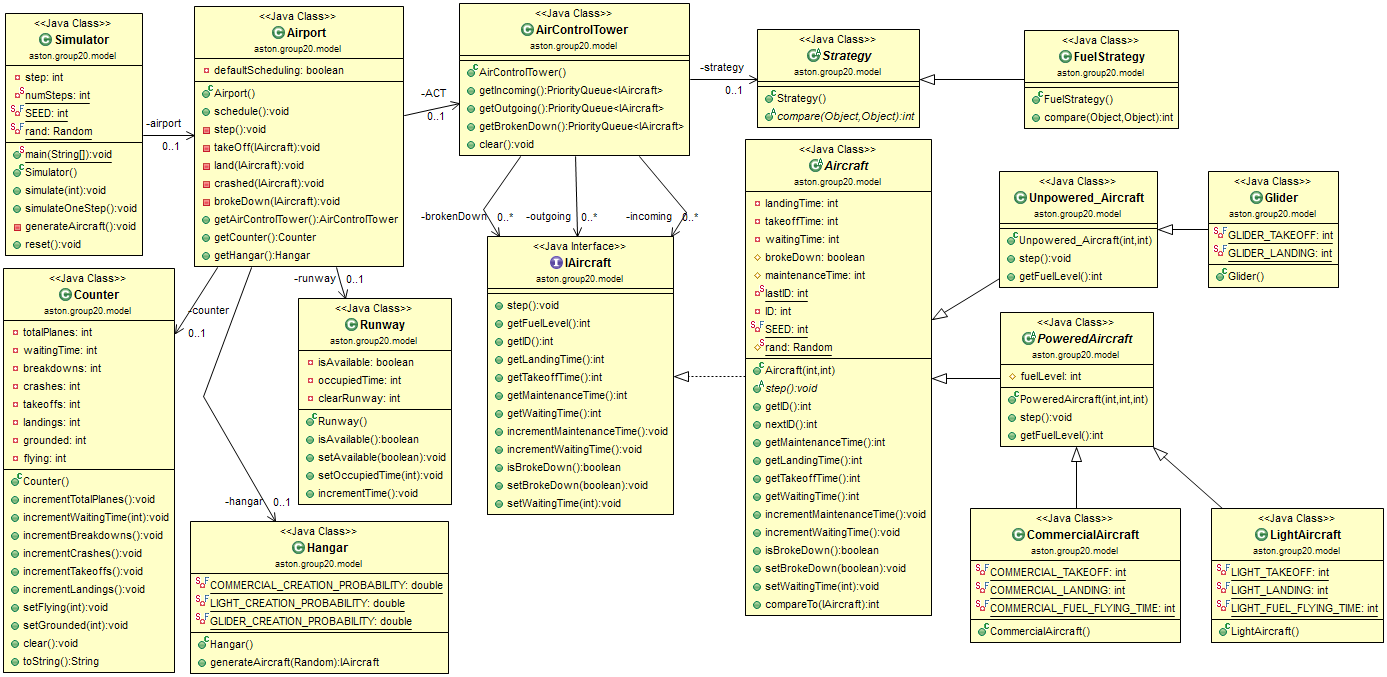 <<Java Class>>
Simulator
aston.group20.model
step: int
numSteps: int
SEED: int
rand: Random
main(String[]):void
Simulator()
simulate(int):void
simulateOneStep():void
generateAircraft():void
reset():void
-airport
0..1
<<Java Class>>
Airport
aston.group20.model
defaultScheduling: boolean
Airport()
schedule():void
step():void
takeOff(IAircraft):void
land(IAircraft):void
crashed(IAircraft):void
brokeDown(IAircraft):void
getAirControlTower():AirControlTower
getCounter():Counter
getHangar():Hangar
-ACT
0..1
<<Java Class>>
AirControlTower
aston.group20.model
AirControlTower()
getIncoming():PriorityQueue<IAircraft>
getOutgoing():PriorityQueue<IAircraft>
getBrokenDown():PriorityQueue<IAircraft>
clear():void
-strategy
0..1
<<Java Class>>
Strategy
aston.group20.model
Strategy()
compare(Object,Object):int
<<Java Class>>
FuelStrategy
aston.group20.model
FuelStrategy()
compare(Object,Object):int
-brokenDown
0..*
-outgoing
0..*
-incoming
0..*
<<Java Interface>>
IAircraft
aston.group20.model
step():void
getFuelLevel():int
getID():int
getLandingTime():int
getTakeoffTime():int
getMaintenanceTime():int
getWaitingTime():int
incrementMaintenanceTime():void
incrementWaitingTime():void
isBrokeDown():boolean
setBrokeDown(boolean):void
setWaitingTime(int):void
<<Java Class>>
Aircraft
aston.group20.model
landingTime: int
takeoffTime: int
waitingTime: int
brokeDown: boolean
maintenanceTime: int
lastID: int
ID: int
SEED: int
rand: Random
Aircraft(int,int)
step():void
getID():int
nextID():int
getMaintenanceTime():int
getLandingTime():int
getTakeoffTime():int
getWaitingTime():int
incrementMaintenanceTime():void
incrementWaitingTime():void
isBrokeDown():boolean
setBrokeDown(boolean):void
setWaitingTime(int):void
compareTo(IAircraft):int
<<Java Class>>
Unpowered_Aircraft
aston.group20.model
Unpowered_Aircraft(int,int)
step():void
getFuelLevel():int
<<Java Class>>
Glider
aston.group20.model
GLIDER_TAKEOFF: int
GLIDER_LANDING: int
Glider()
<<Java Class>>
PoweredAircraft
aston.group20.model
fuelLevel: int
PoweredAircraft(int,int,int)
step():void
getFuelLevel():int
<<Java Class>>
CommercialAircraft
aston.group20.model
COMMERCIAL_TAKEOFF: int
COMMERCIAL_LANDING: int
COMMERCIAL_FUEL_FLYING_TIME: int
CommercialAircraft()
<<Java Class>>
LightAircraft
aston.group20.model
LIGHT_TAKEOFF: int
LIGHT_LANDING: int
LIGHT_FUEL_FLYING_TIME: int
LightAircraft()
-counter
0..1
<<Java Class>>
Counter
aston.group20.model
totalPlanes: int
waitingTime: int
breakdowns: int
crashes: int
takeoffs: int
landings: int
grounded: int
flying: int
Counter()
incrementTotalPlanes():void
incrementWaitingTime(int):void
incrementBreakdowns():void
incrementCrashes():void
incrementTakeoffs():void
incrementLandings():void
setFlying(int):void
setGrounded(int):void
clear():void
toString():String
-runway
0..1
<<Java Class>>
Runway
aston.group20.model
isAvailable: boolean
occupiedTime: int
clearRunway: int
Runway()
isAvailable():boolean
setAvailable(boolean):void
setOccupiedTime(int):void
incrementTime():void
-hangar
0..1
<<Java Class>>
Hangar
aston.group20.model
COMMERCIAL_CREATION_PROBABILITY: double
LIGHT_CREATION_PROBABILITY: double
GLIDER_CREATION_PROBABILITY: double
Hangar()
generateAircraft(Random):IAircraft